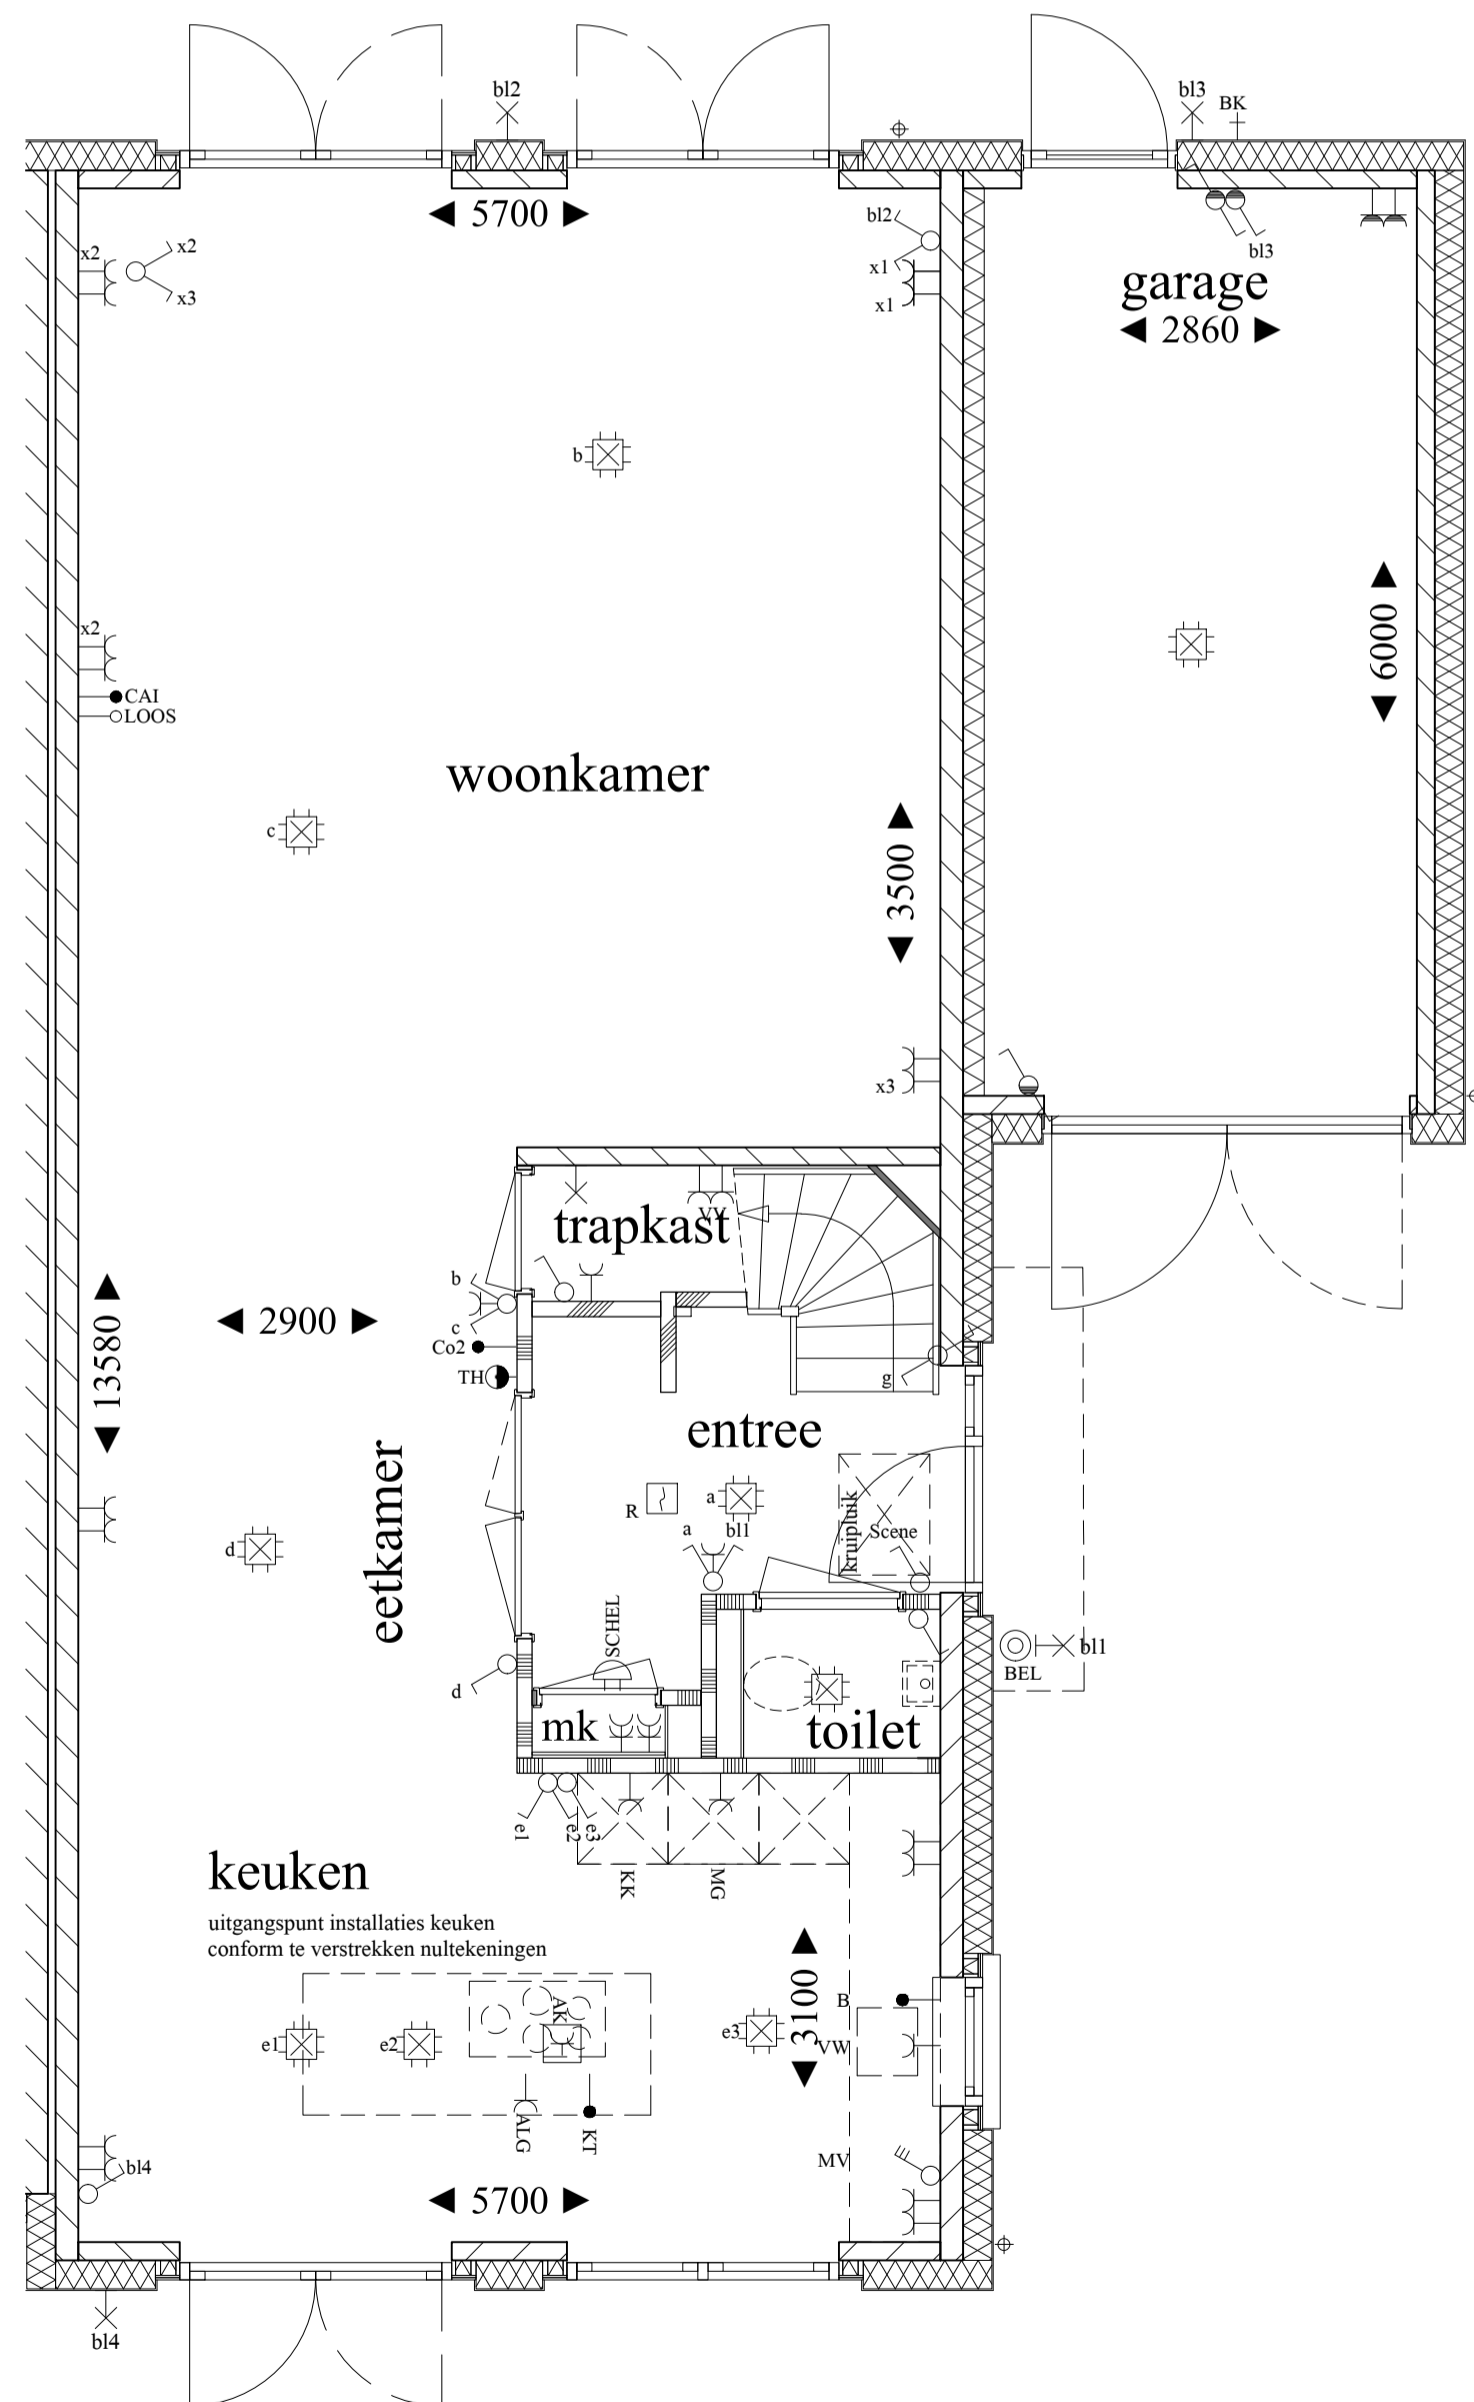 bl2
bl3
BK
5700
bl2
x2
x2
x3
x1
x1
bl3
garage
2860
b
6000
x2
CAI
LOOS
woonkamer
c
3500
x3
trapkast
VV
b
c
Co2
TH
2900
13580
g
entree
eetkamer
R
a
a
bl1
kruipluik
Scene
d
SCHEL
BEL
bl1
d
mk
toilet
e1
e2
e3
KK
MG
keuken
uitgangspunt installaties keuken
conform te verstrekken nultekeningen
3100
B
AK
e1
e2
e3
VW
ALG
KT
bl4
MV
5700
bl4